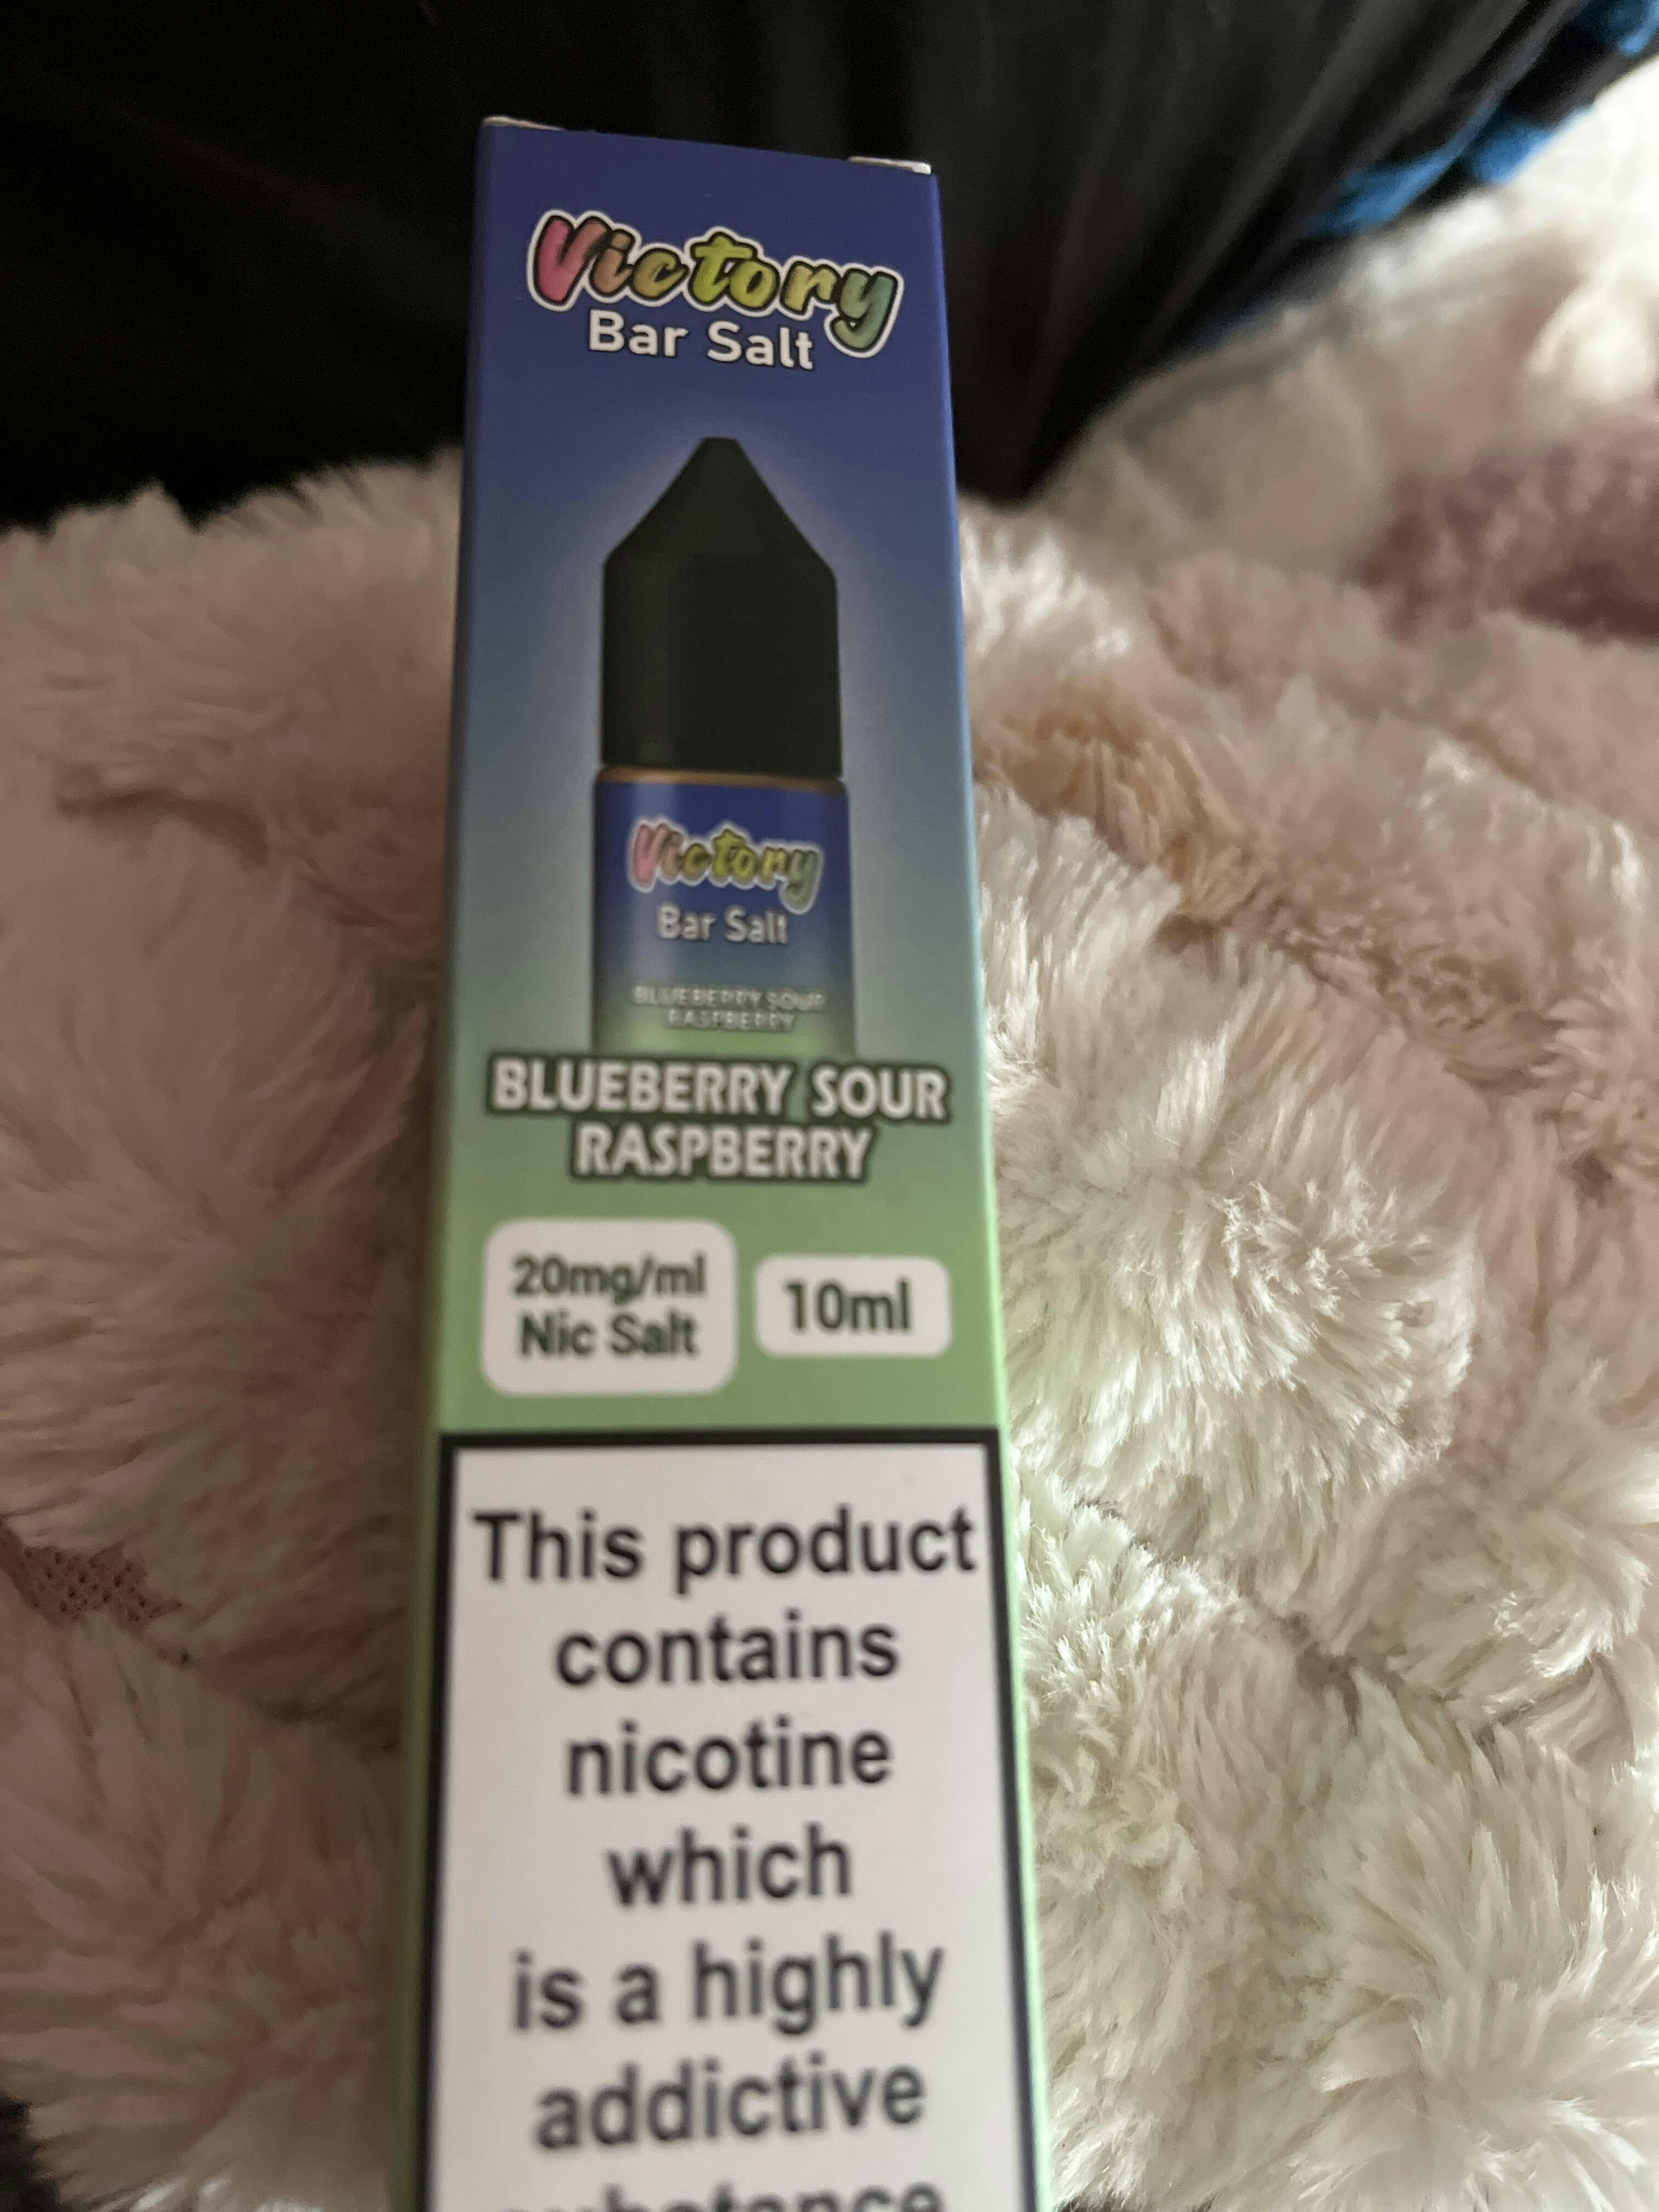 Victory
Bar Salt
Victory
Bar Salt
BLUEBERRY SOUR
RASPBERRY
BLUEBERRY SOUR
RASPBERRY
20mg/ml
Nic Salt
10ml
This product
contains
nicotine
which
is a highly
addictive
substance